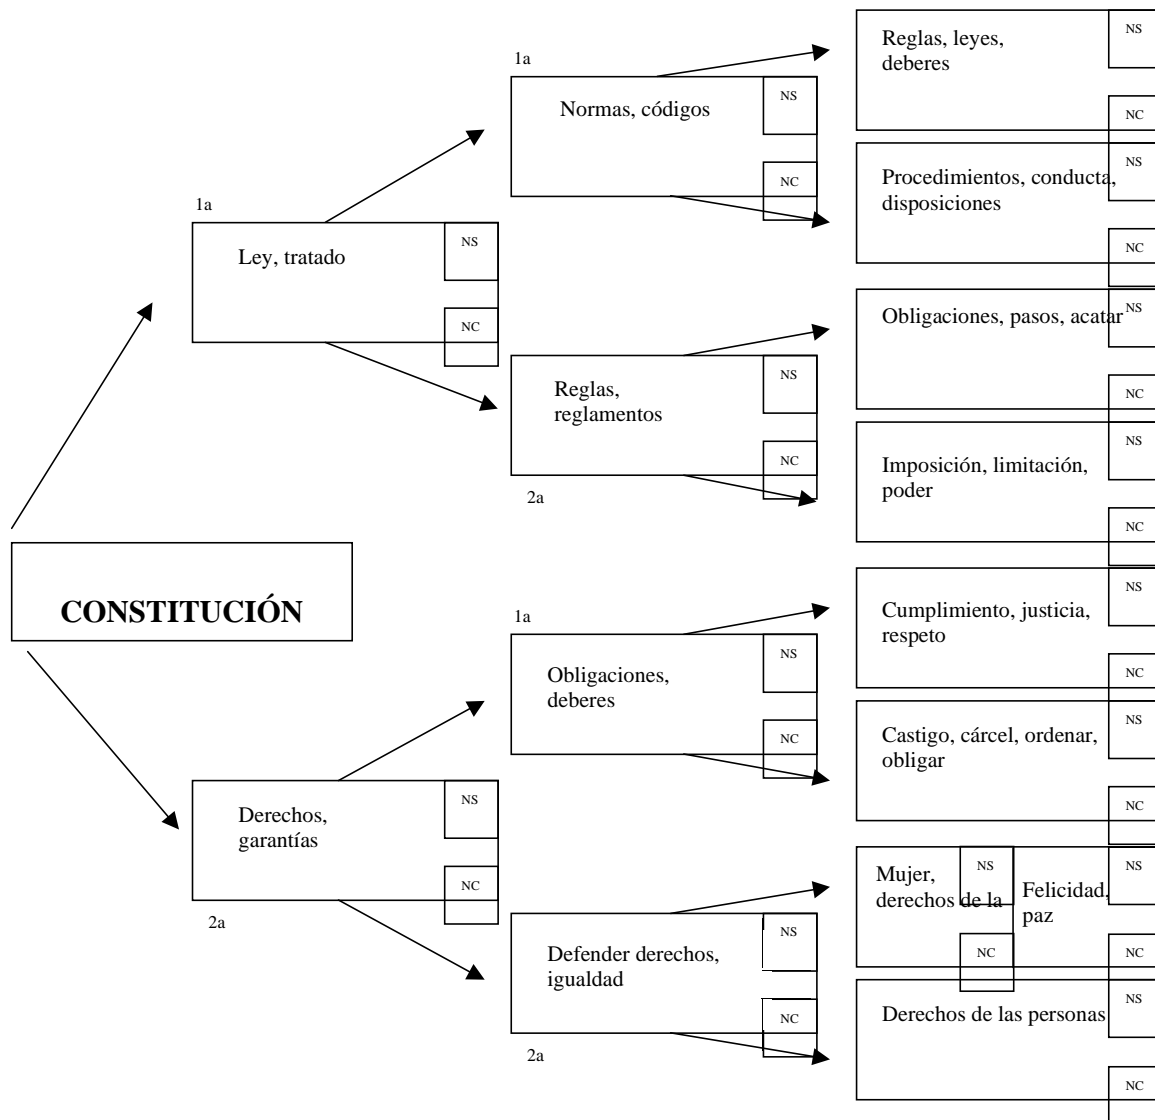 Reglas, leyes,
deberes
NS
NC
1a
Normas, códigos
NS
NC
Procedimientos, conducta,
disposiciones
NS
NC
1a
Ley, tratado
NS
NC
Obligaciones, pasos, acatar
NS
NC
Reglas,
reglamentos
NS
NC
2a
Imposición, limitación,
poder
NS
NC
CONSTITUCIÓN
1a
Obligaciones,
deberes
NS
NC
Cumplimiento, justicia,
respeto
NS
NC
Castigo, cárcel, ordenar,
obligar
NS
NC
Derechos,
garantías
NS
NC
2a
Mujer,
derechos de la
NS
NC
Felicidad,
paz
NS
NC
Defender derechos,
igualdad
NS
NC
2a
Derechos de las personas
NS
NC